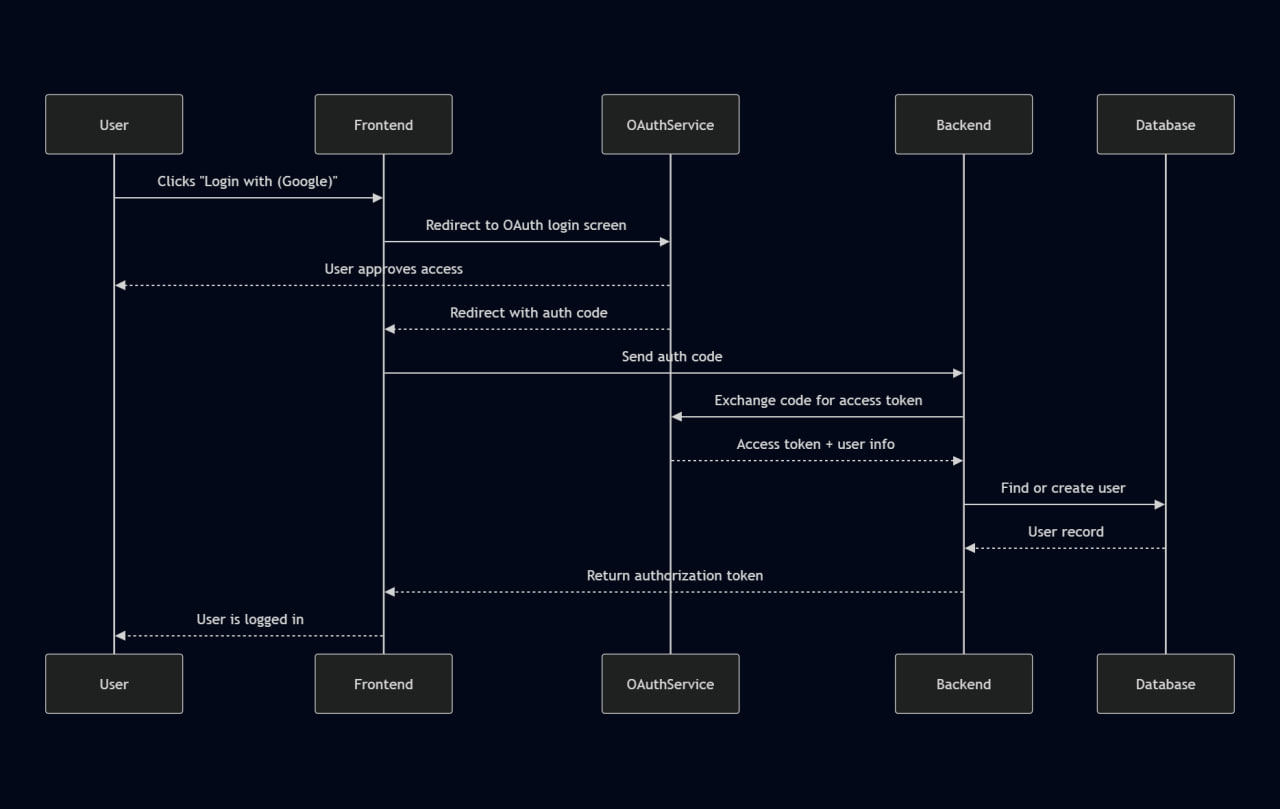 User
Frontend
OAuthService
Backend
Database
Clicks "Login with (Google)"
Redirect to OAuth login screen
User approves access
Redirect with auth code
Send auth code
Exchange code for access token
Access token + user info
Find or create user
User record
Return authorization token
User is logged in
User
Frontend
OAuthService
Backend
Database